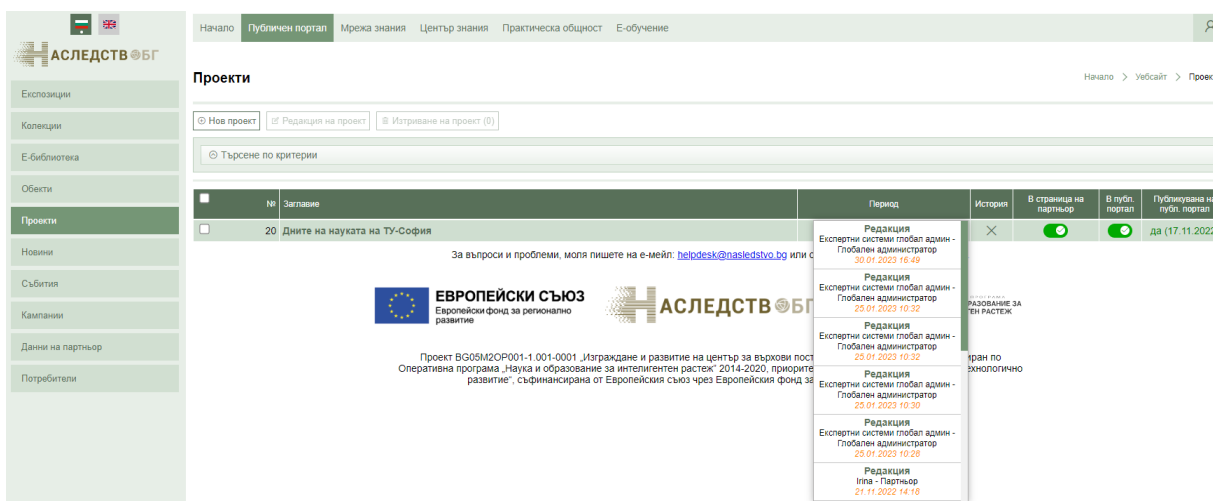 Начало Публичен портал Мрежа знания Център знания Практическа общност Е-обучение
АСЛЕДСТВ БГ
Проекти
Начало > Уебсайт > Проек
Експозиции
Колекции
Е-библиотека
Обекти
Проекти
Новини
Събития
Кампании
Данни на партньор
Потребители
Нов проект Редакция на проект Изтриване на проект (0)
Търсене по критерии
№ Заглавие Период История В страница на партньор В публ. портал Публикувана на публ. портал
20 Дните на науката на ТУ-София да (17.11.2022
Редакция
Експертни системи глобал админ -
Глобален администратор
30.01.2023 16:49
Редакция
Експертни системи глобал админ -
Глобален администратор
25.01.2023 10:32
Редакция
Експертни системи глобал админ -
Глобален администратор
25.01.2023 10:32
Редакция
Експертни системи глобал админ -
Глобален администратор
25.01.2023 10:30
Редакция
Експертни системи глобал админ -
Глобален администратор
25.01.2023 10:28
Редакция
Irina - Партньор
21.11.2022 14:18
За въпроси и проблеми, моля пишете на е-мейл: helpdesk@nasledstvo.bg или
ЕВРОПЕЙСКИ СЪЮЗ
Европейски фонд за регионално
развитие
АСЛЕДСТВ БГ
РАЗОВАНИЕ ЗА
ЕН РАСТЕЖ
Проект BG05M2OP001-1.001-0001 „Изграждане и развитие на център за върхови пост иран по
Оперативна програма „Наука и образование за интелигентен растеж" 2014-2020, приорите ехнологично
развитие", съфинансирана от Европейския съюз чрез Европейския фонд за